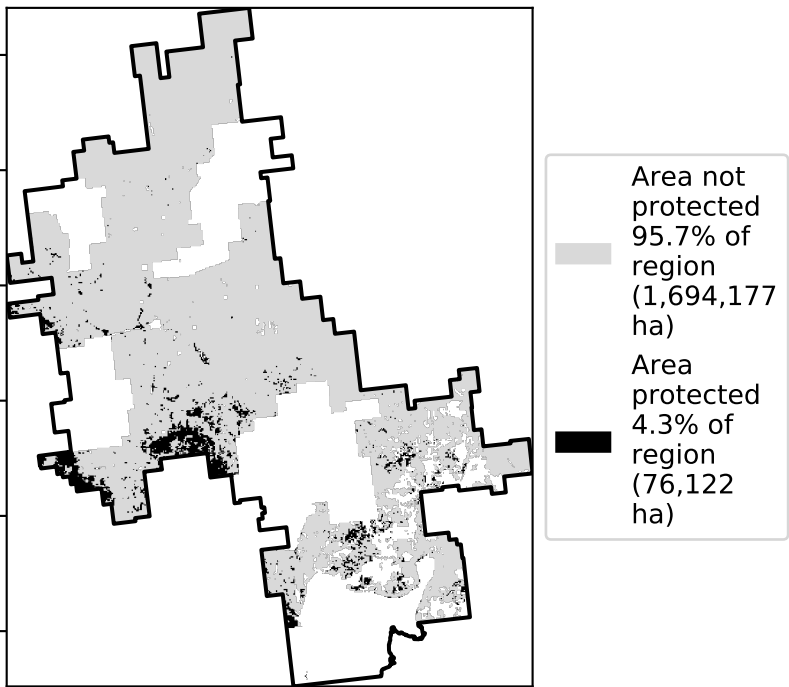 Area not
protected
95.7% of
region
(1,694,177
ha)
Area
protected
4.3% of
region
(76,122
ha)